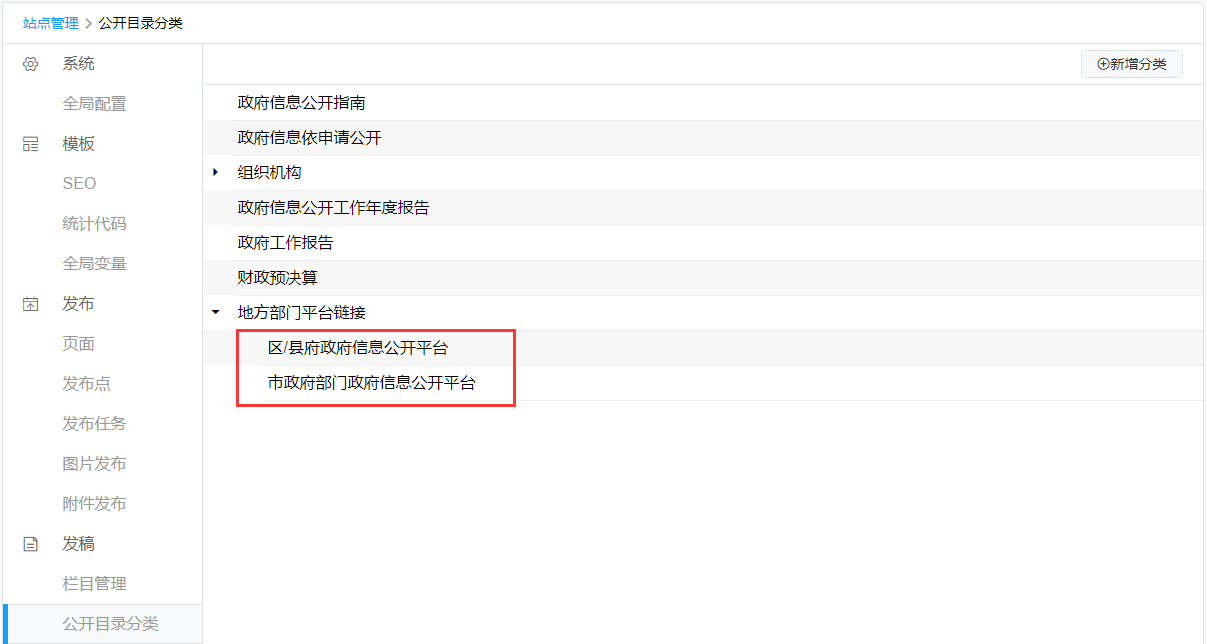 站点管理 > 公开目录分类
系统
全局配置
模板
SEO
统计代码
全局变量
发布
页面
发布点
发布任务
图片发布
附件发布
发稿
栏目管理
公开目录分类
新增分类
政府信息公开指南
政府信息依申请公开
组织机构
政府信息公开工作年度报告
政府工作报告
财政预决算
地方部门平台链接
区/县府政府信息公开平台
市政府部门政府信息公开平台